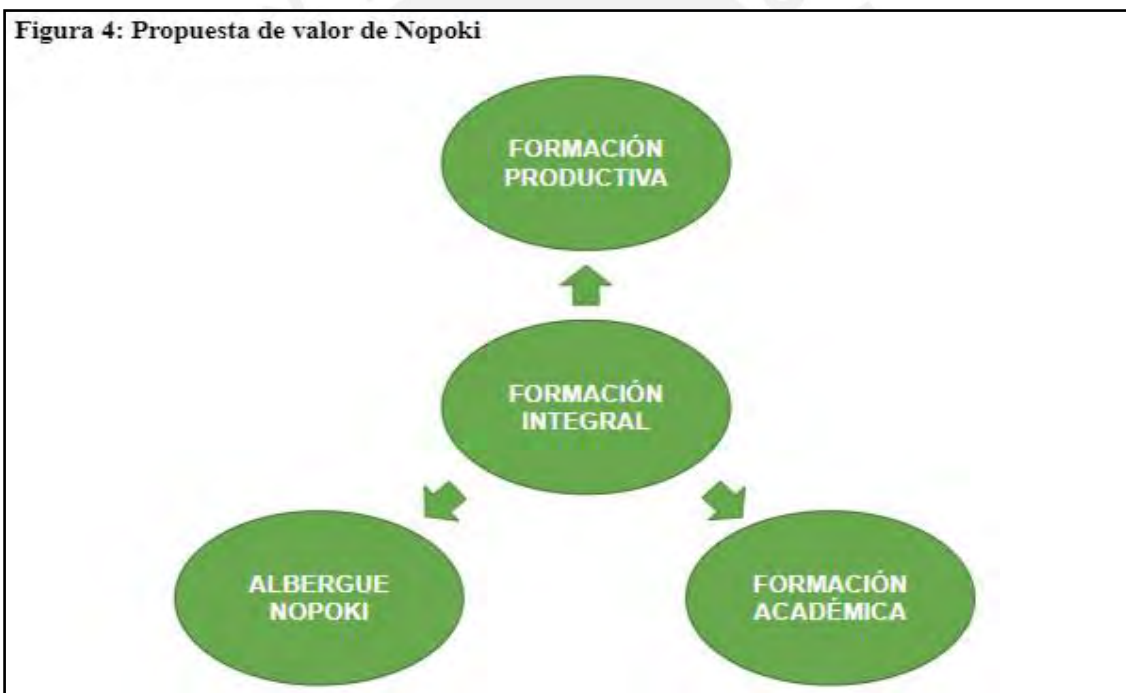 Figura 4: Propuesta de valor de Nopoki
FORMACIÓN
PRODUCTIVA
FORMACIÓN
INTEGRAL
ALBERGUE
NOPOKI
FORMACIÓN
ACADÉMICA